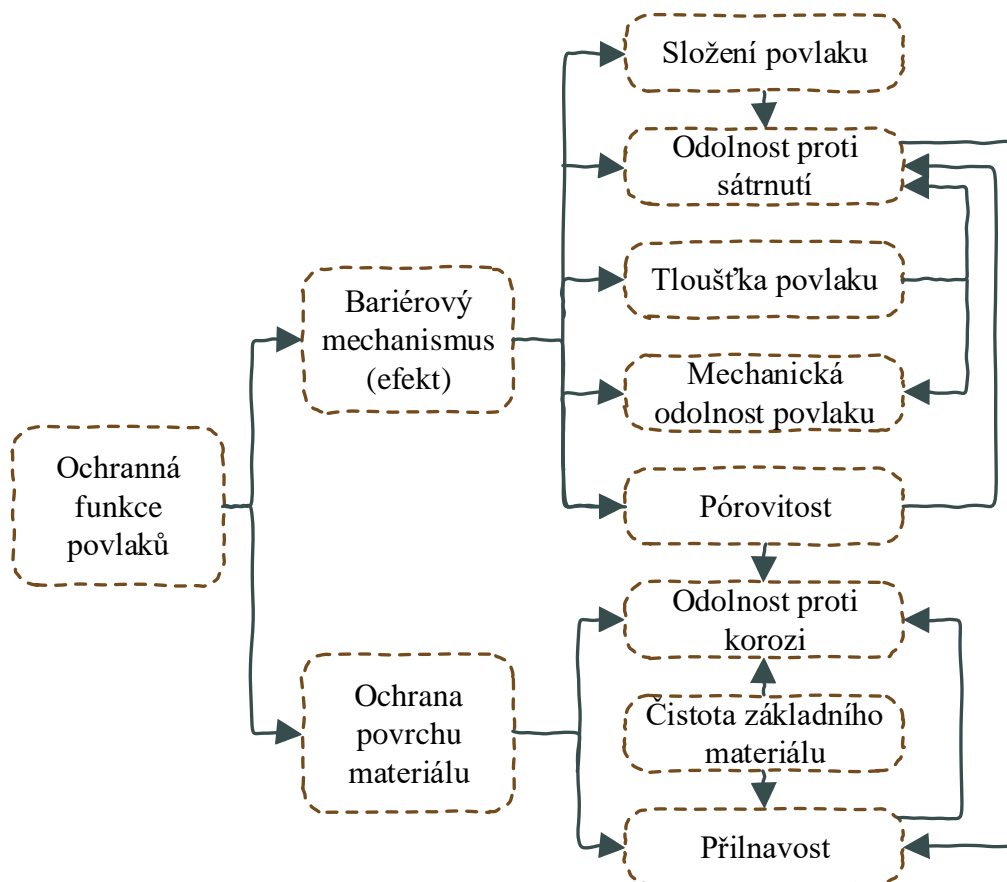 Složení povlaku
Odolnost proti
sátrnutí
Tloušťka povlaku
Bariérový
mechanismus
(efekt)
Mechanická
odolnost povlaku
Ochranná
funkce
povlaků
Pórovitost
Odolnost proti
korozi
Ochrana
povrchu
materiálu
Čistota základního
materiálu
Přilnavost